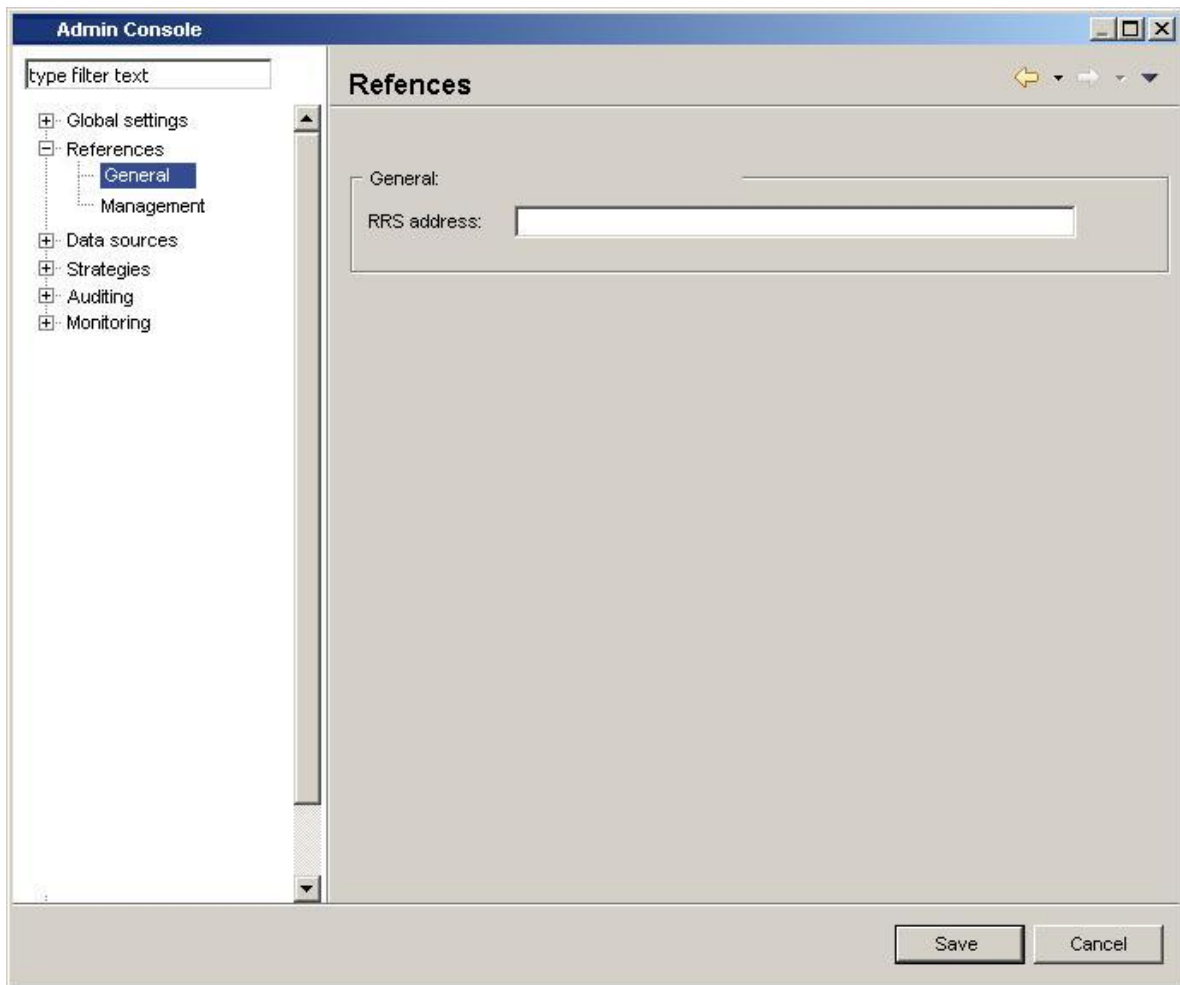 Admin Console
type filter text
Refences
Global settings
References
General
Management
Data sources
Strategies
Auditing
Monitoring
General:
RRS address:
Save
Cancel